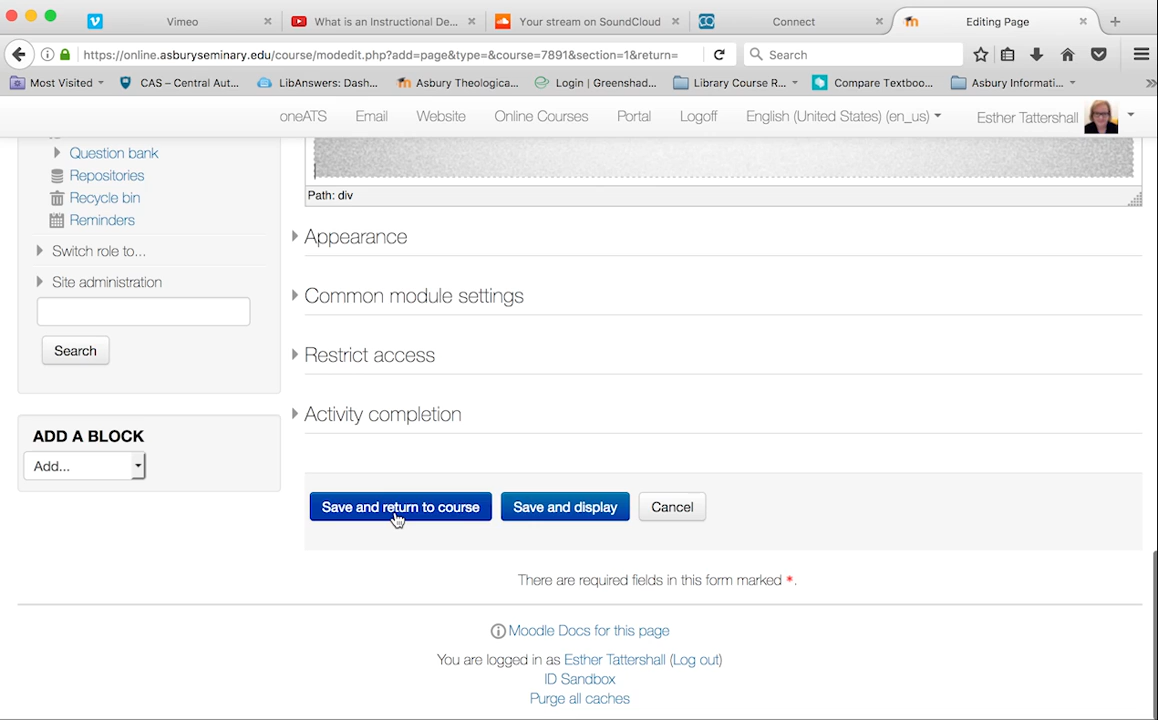 Vimeo
What is an Instructional De...
Your stream on SoundCloud
Connect
Editing Page
https://online.asburyseminary.edu/course/modedit.php?add=page&type=&course=7891&section=1&return=
Search
Most Visited
CAS – Central Aut...
LibAnswers: Dash...
Asbury Theologica...
Login | Greenshad...
Library Course R...
Compare Textboo...
Asbury Informati...
oneATS
Email
Website
Online Courses
Portal
Logoff
English (United States) (en_us)
Esther Tattershall
Question bank
Repositories
Recycle bin
Reminders
Switch role to...
Site administration
Search
ADD A BLOCK
Add...
Path: div
Appearance
Common module settings
Restrict access
Activity completion
Save and return to course
Save and display
Cancel
There are required fields in this form marked *.
Moodle Docs for this page
You are logged in as Esther Tattershall (Log out)
ID Sandbox
Purge all caches